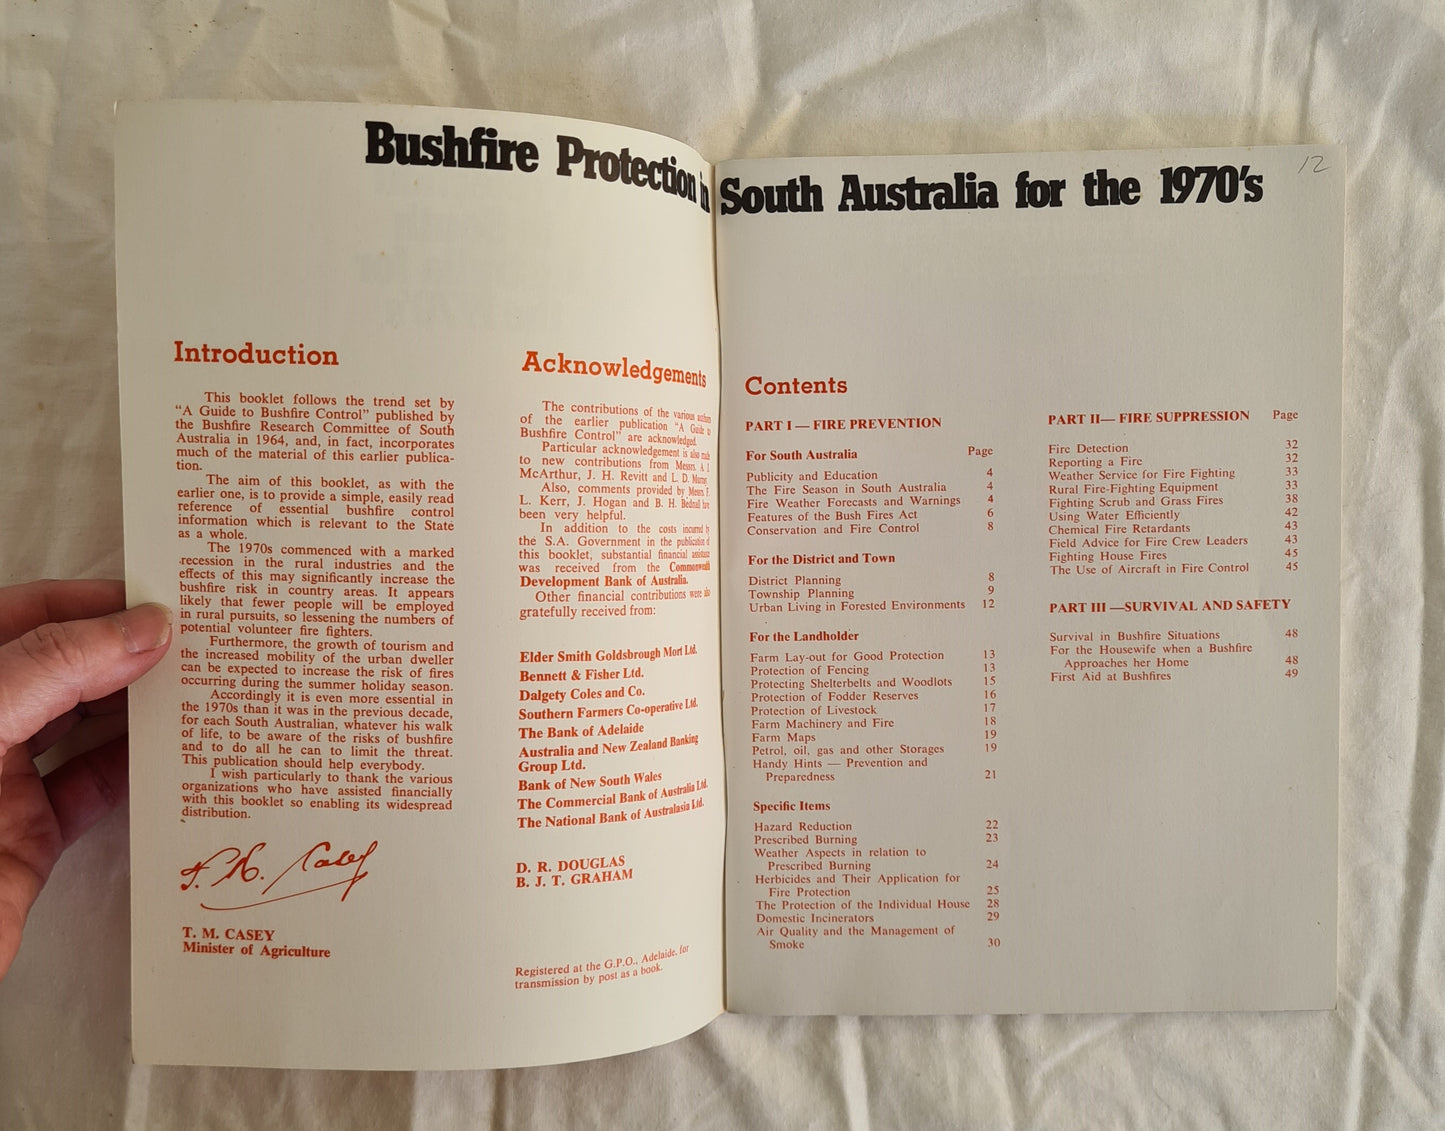 Bushfire Protection in South Australia for the 1970's
12
Introduction
This booklet follows the trend set by
"A Guide to Bushfire Control" published by
the Bushfire Research Committee of South
Australia in 1964, and, in fact, incorporates
much of the material of this earlier publica-
tion.
The aim of this booklet, as with the
earlier one, is to provide a simple, easily read
reference of essential bushfire control
information which is relevant to the State
as a whole.
The 1970s commenced with a marked
recession in the rural industries and the
effects of this may significantly increase the
bushfire risk in country areas. It appears
likely that fewer people will be employed
in rural pursuits, so lessening the numbers of
potential volunteer fire fighters.
Furthermore, the growth of tourism and
the increased mobility of the urban dweller
can be expected to increase the risk of fires
occurring during the summer holiday season.
Accordingly it is even more essential in
the 1970s than it was in the previous decade,
for each South Australian, whatever his walk
of life, to be aware of the risks of bushfire
and to do all he can to limit the threat.
This publication should help everybody.
I wish particularly to thank the various
organizations who have assisted financially
with this booklet so enabling its widespread
distribution.
T. M. Casey
T. M. CASEY
Minister of Agriculture
Acknowledgements
The contributions of the various authors
of the earlier publication "A Guide to
Bushfire Control" are acknowledged.
Particular acknowledgement is also made
to new contributions from Messrs. A.
McArthur, J. H. Revitt and L. D. Murray.
Also, comments provided by Messrs. F.
L. Kerr, J. Hogan and B. H. Bednall have
been very helpful.
In addition to the costs incurred by
the S.A. Government in the publication of
this booklet, substantial financial assistance
was received from the Commonwealth
Development Bank of Australia.
Other financial contributions were also
gratefully received from:
Elder Smith Goldsbrough Mort Ltd.
Bennett & Fisher Ltd.
Dalgety Coles and Co.
Southern Farmers Co-operative Ltd.
The Bank of Adelaide
Australia and New Zealand Banking
Group Ltd.
Bank of New South Wales
The Commercial Bank of Australia Ltd.
The National Bank of Australasia Ltd.
D. R. DOUGLAS
B. J. T. GRAHAM
Registered at the G.P.O., Adelaide, for
transmission by post as a book.
Contents
PART I — FIRE PREVENTION
For South Australia Page
Publicity and Education 4
The Fire Season in South Australia 4
Fire Weather Forecasts and Warnings 4
Features of the Bush Fires Act 6
Conservation and Fire Control 8
For the District and Town
District Planning 8
Township Planning 9
Urban Living in Forested Environments 12
For the Landholder
Farm Lay-out for Good Protection 13
Protection of Fencing 13
Protecting Shelterbelts and Woodlots 15
Protection of Fodder Reserves 16
Protection of Livestock 17
Farm Machinery and Fire 18
Farm Maps 19
Petrol, oil, gas and other Storages 19
Handy Hints — Prevention and
Preparedness 21
Specific Items
Hazard Reduction 22
Prescribed Burning 23
Weather Aspects in relation to
Prescribed Burning 24
Herbicides and Their Application for
Fire Protection 25
The Protection of the Individual House 28
Domestic Incinerators 29
Air Quality and the Management of
Smoke 30
PART II— FIRE SUPPRESSION Page
Fire Detection 32
Reporting a Fire 32
Weather Service for Fire Fighting 33
Rural Fire-Fighting Equipment 33
Fighting Scrub and Grass Fires 38
Using Water Efficiently 42
Chemical Fire Retardants 43
Field Advice for Fire Crew Leaders 43
Fighting House Fires 45
The Use of Aircraft in Fire Control 45
PART III —SURVIVAL AND SAFETY
Survival in Bushfire Situations 48
For the Housewife when a Bushfire
Approaches her Home 48
First Aid at Bushfires 49